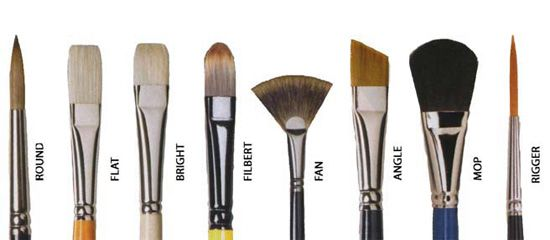 ROUND
FLAT
BRIGHT
FILBERT
FAN
ANGLE
MOP
RIGGER